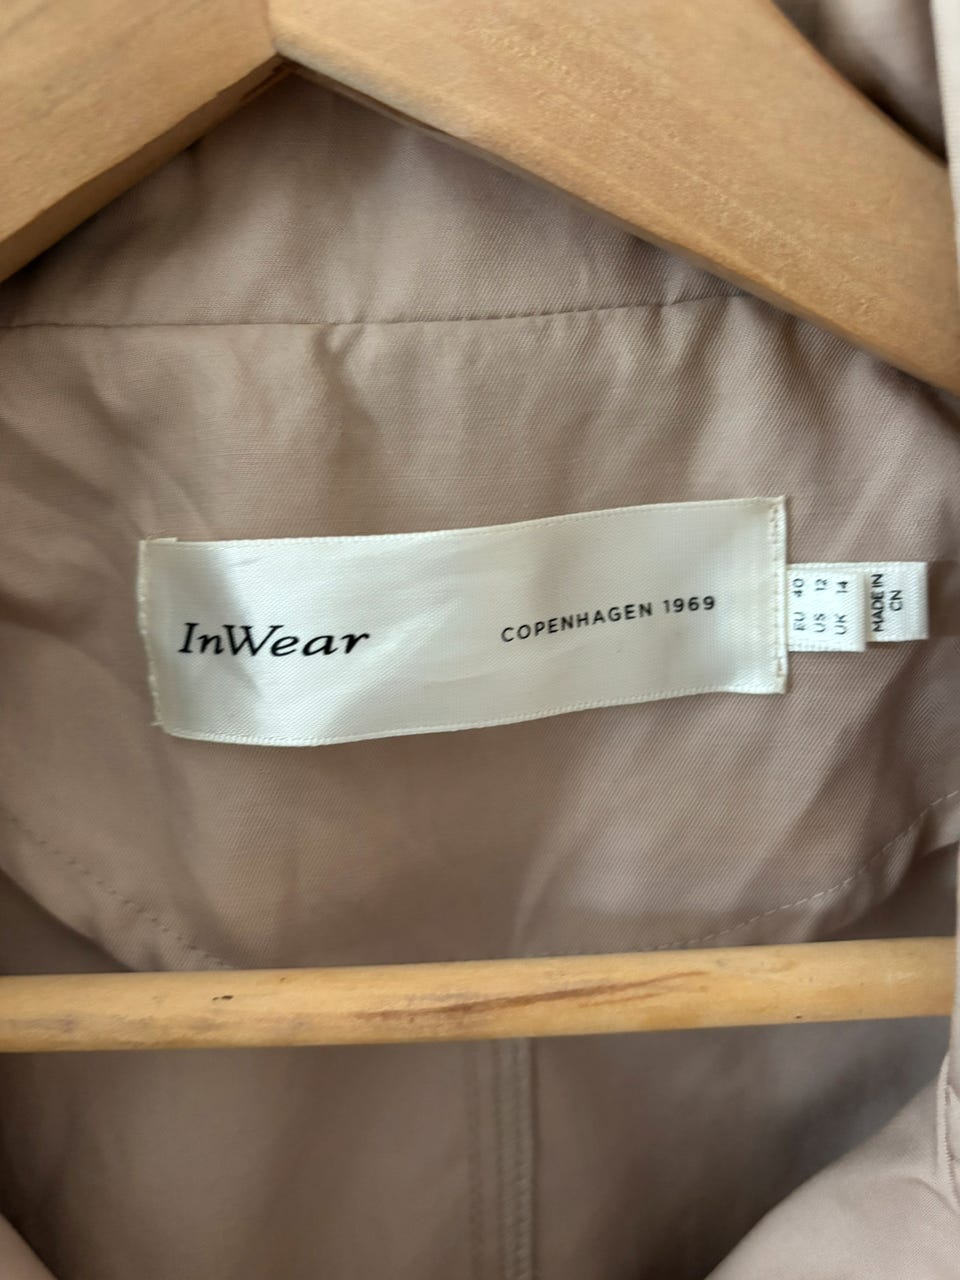 InWear
COPENHAGEN 1969
EU 40
US 12
UK 14
MADE IN
CN